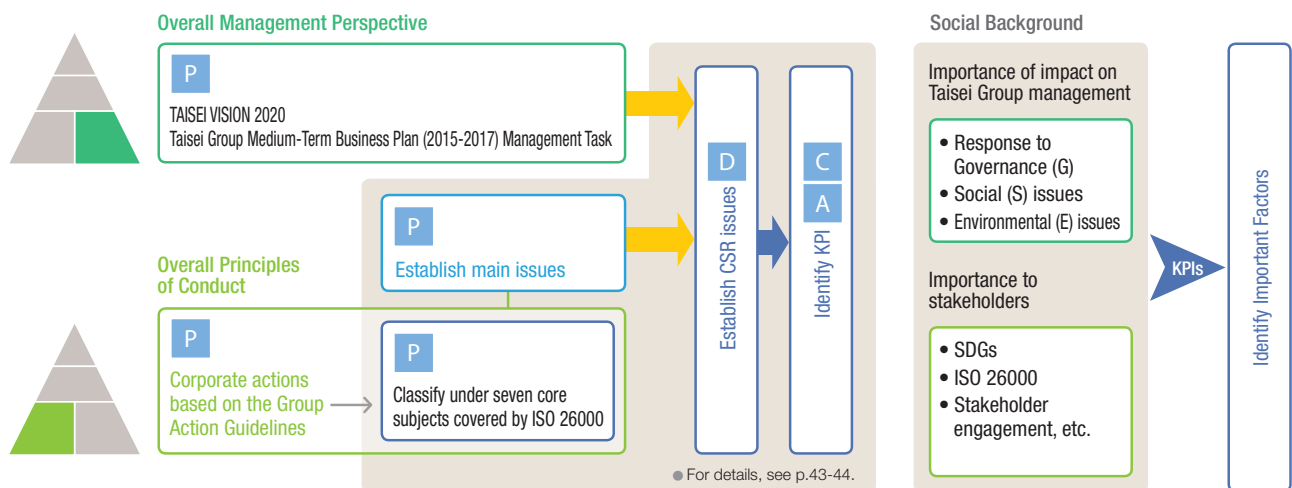 Overall Management Perspective
P
TAISEI VISION 2020
Taisei Group Medium-Term Business Plan (2015-2017) Management Task
P
Establish main issues
Overall Principles
of Conduct
P
Corporate actions
based on the Group
Action Guidelines
P
Classify under seven core
subjects covered by ISO 26000
D
Establish CSR issues
C
A
Identify KPI
● For details, see p.43-44.
Social Background
Importance of impact on
Taisei Group management
• Response to
Governance (G)
• Social (S) issues
• Environmental (E) issues
Importance to
stakeholders
• SDGs
• ISO 26000
• Stakeholder
engagement, etc.
KPIs
Identify Important Factors